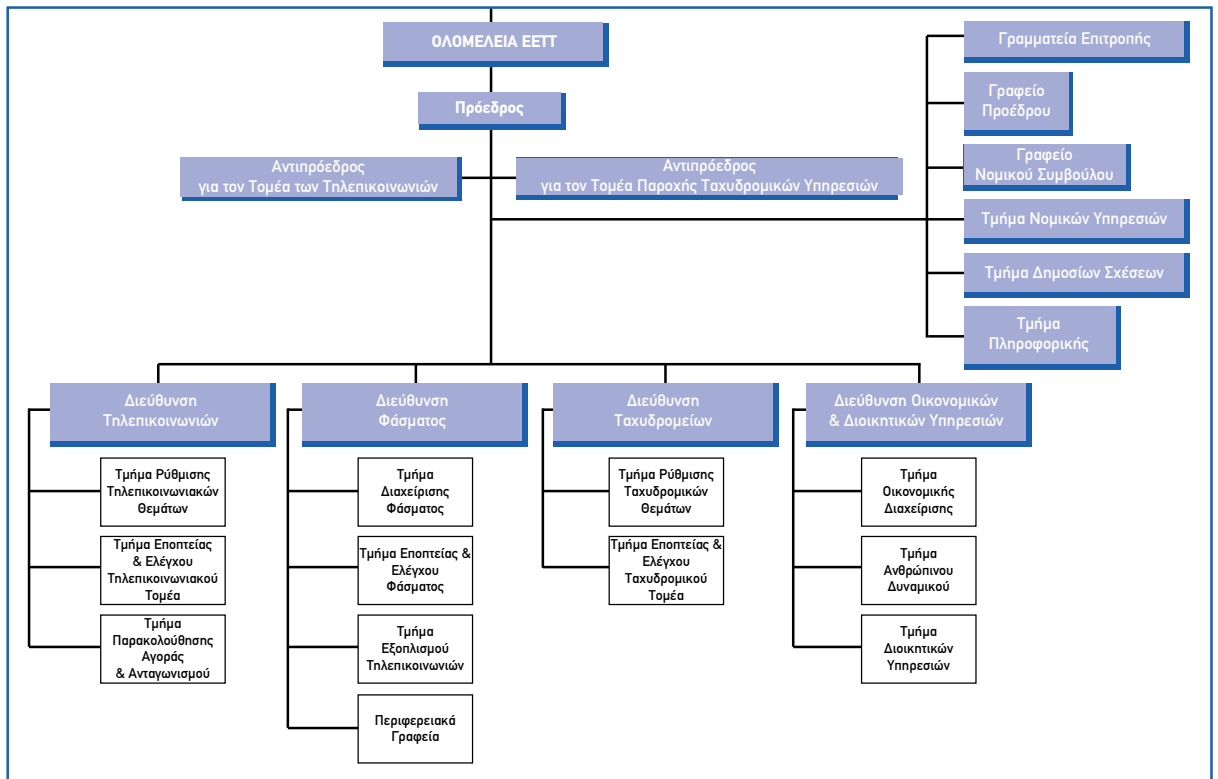 ΟΛΟΜΕΛΕΙΑ ΕΕΤΤ
Πρόεδρος
Αντιπρόεδρος
για τον Τομέα των Τηλεπικοινωνιών
Αντιπρόεδρος
για τον Τομέα Παροχής Ταχυδρομικών Υπηρεσιών
Γραμματεία Επιτροπής
Γραφείο
Προέδρου
Γραφείο
Νομικού Συμβούλου
Τμήμα Νομικών Υπηρεσιών
Τμήμα Δημοσίων Σχέσεων
Τμήμα
Πληροφορικής
Διεύθυνση
Τηλεπικοινωνιών
Τμήμα Ρύθμισης
Τηλεπικοινωνιακών
Θεμάτων
Τμήμα Εποπτείας
& Ελέγχου
Τηλεπικοινωνιακού
Τομέα
Τμήμα
Παρακολούθησης
Αγοράς
& Ανταγωνισμού
Διεύθυνση
Φάσματος
Τμήμα
Διαχείρισης
Φάσματος
Τμήμα Εποπτείας &
Ελέγχου
Φάσματος
Τμήμα
Εξοπλισμού
Τηλεπικοινωνιών
Περιφερειακά
Γραφεία
Διεύθυνση
Ταχυδρομείων
Τμήμα Ρύθμισης
Ταχυδρομικών
Θεμάτων
Τμήμα Εποπτείας &
Ελέγχου
Ταχυδρομικού
Τομέα
Διεύθυνση Οικονομικών
& Διοικητικών Υπηρεσιών
Τμήμα
Οικονομικής
Διαχείρισης
Τμήμα
Ανθρώπινου
Δυναμικού
Τμήμα
Διοικητικών
Υπηρεσιών